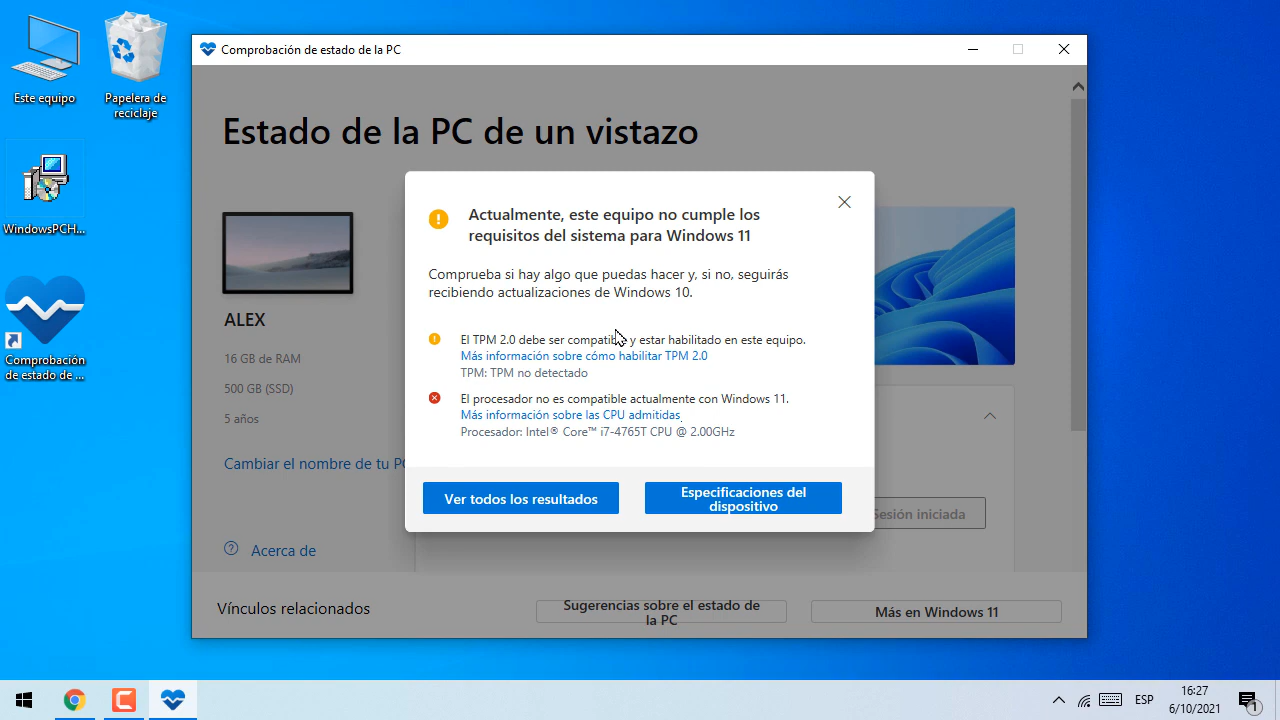 Este equipo
Papelera de
reciclaje
WindowsPCH...
Comprobación
de estado de ...
Comprobación de estado de la PC
Estado de la PC de un vistazo
ALEX
16 GB de RAM
500 GB (SSD)
5 años
Cambiar el nombre de tu PC
Acerca de
Actualmente, este equipo no cumple los
requisitos del sistema para Windows 11
Comprueba si hay algo que puedas hacer y, si no, seguirás
recibiendo actualizaciones de Windows 10.
El TPM 2.0 debe ser compatible y estar habilitado en este equipo.
Más información sobre cómo habilitar TPM 2.0
TPM: TPM no detectado
El procesador no es compatible actualmente con Windows 11.
Más información sobre las CPU admitidas
Procesador: Intel® Core™ i7-4765T CPU @ 2.00GHz
Ver todos los resultados
Especificaciones del
dispositivo
Sesión iniciada
Vínculos relacionados
Sugerencias sobre el estado de
la PC
Más en Windows 11
ESP
16:27
6/10/2021
1